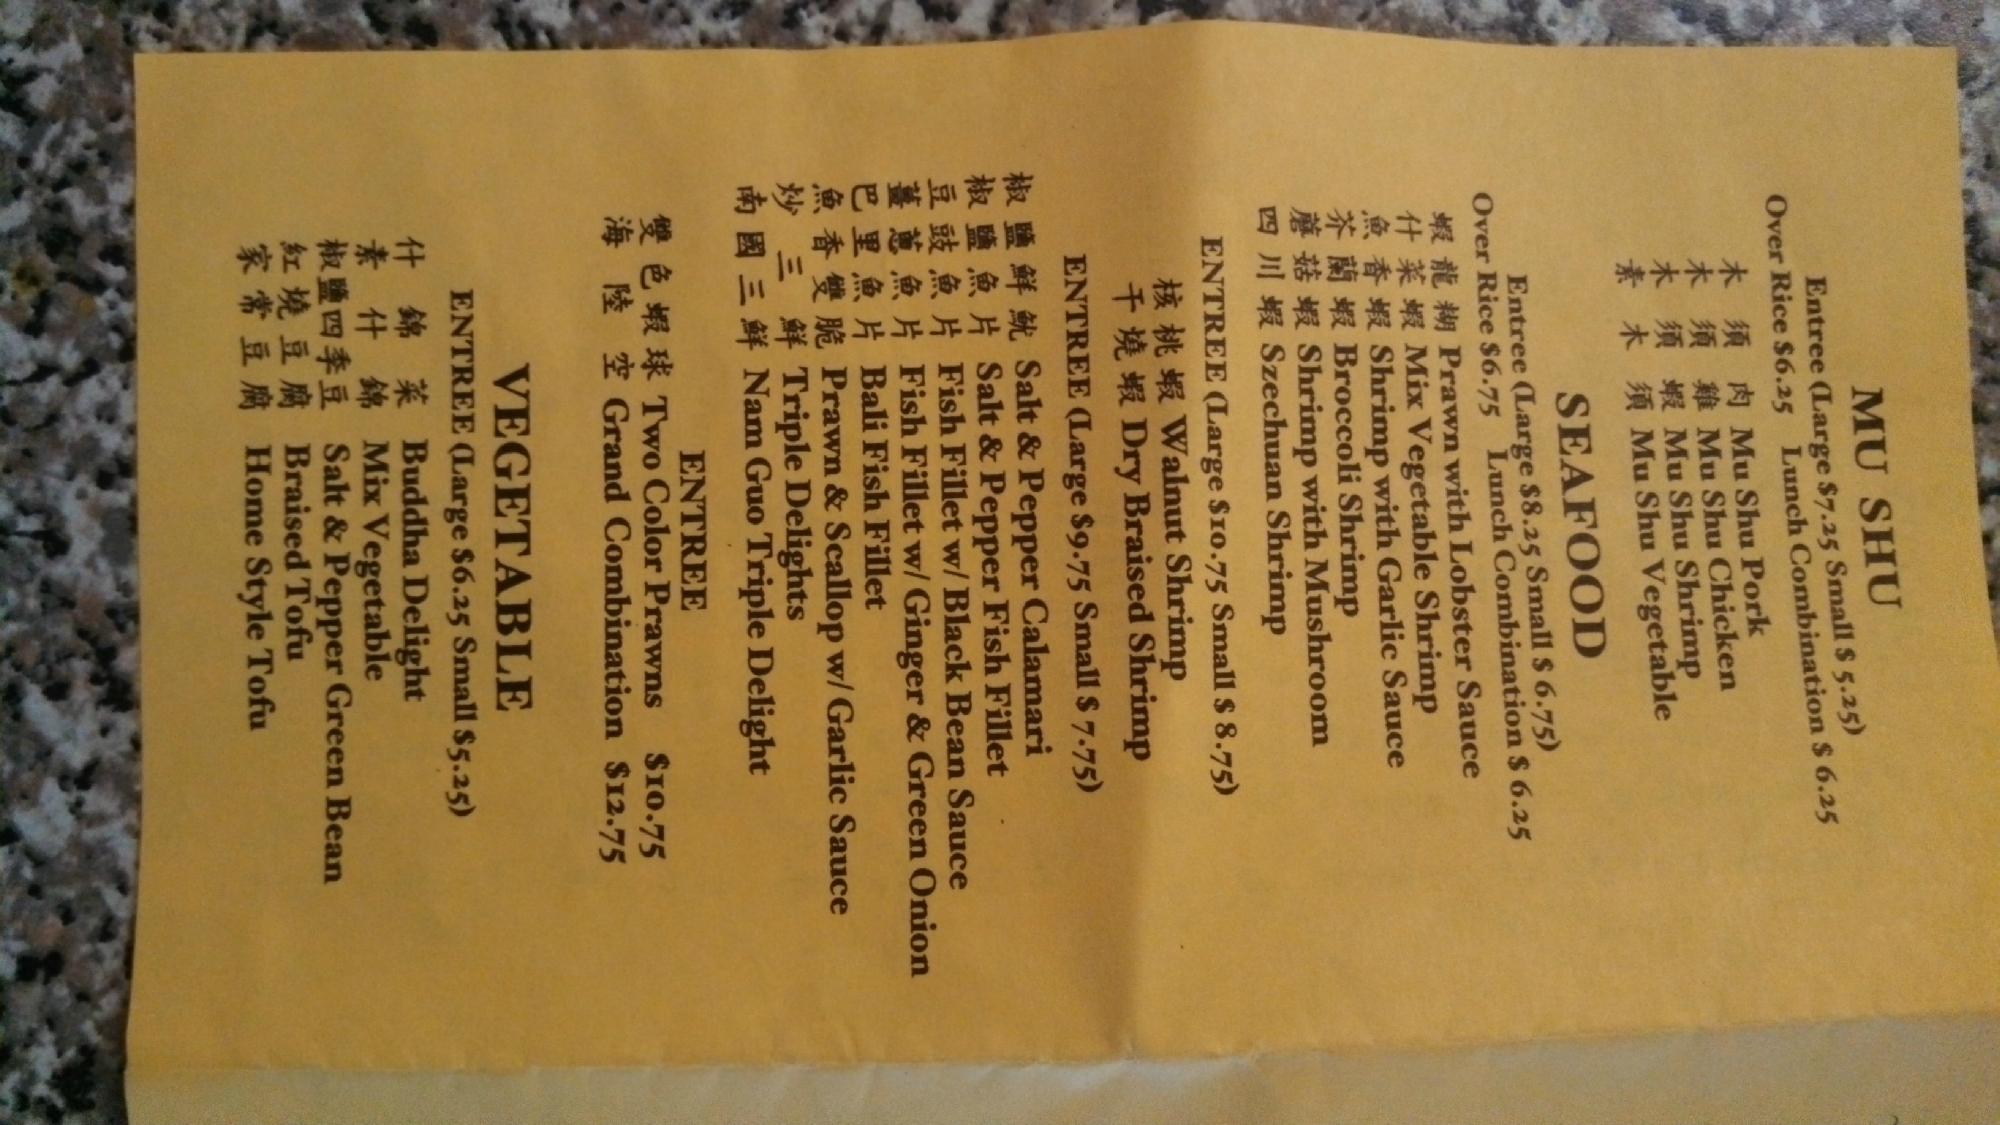 MU SHU
Entree (Large $7.25 Small $ 5.25)
Over Rice $6.25 Lunch Combination $ 6.25
木 須 肉 Mu Shu Pork
木 須 雞 Mu Shu Chicken
木 須 蝦 Mu Shu Shrimp
素 木 須 Mu Shu Vegetable
SEAFOOD
Entree (Large $8.25 Small $ 6.75)
Over Rice $6.75 Lunch Combination $ 6.25
蝦 龍 糊 Prawn with Lobster Sauce
什 菜 蝦 Mix Vegetable Shrimp
魚 香 蝦 Shrimp with Garlic Sauce
芥 蘭 蝦 Broccoli Shrimp
蘑 菇 蝦 Shrimp with Mushroom
四 川 蝦 Szechuan Shrimp
ENTREE (Large $10.75 Small $ 8.75)
核 桃 蝦 Walnut Shrimp
干 燒 蝦 Dry Braised Shrimp
ENTREE (Large $9.75 Small $ 7.75)
椒 鹽 鮮 魷 Salt & Pepper Calamari
椒 鹽 魚 片 Salt & Pepper Fish Fillet
豆 豉 魚 片 Fish Fillet w/ Black Bean Sauce
薑 蔥 魚 片 Fish Fillet w/ Ginger & Green Onion
巴 里 魚 片 Bali Fish Fillet
魚 香 雙 脆 Prawn & Scallop w/ Garlic Sauce
炒 三 鮮 Triple Delights
南 國 三 鮮 Nam Guo Triple Delight
ENTREE
雙 色 蝦 球 Two Color Prawns $10.75
海 陸 空 Grand Combination $12.75
VEGETABLE
ENTREE (Large $6.25 Small $5.25)
什 錦 菜 Buddha Delight
素 什 錦 Mix Vegetable
椒 鹽 四 季 豆 Salt & Pepper Green Bean
紅 燒 豆 腐 Braised Tofu
家 常 豆 腐 Home Style Tofu